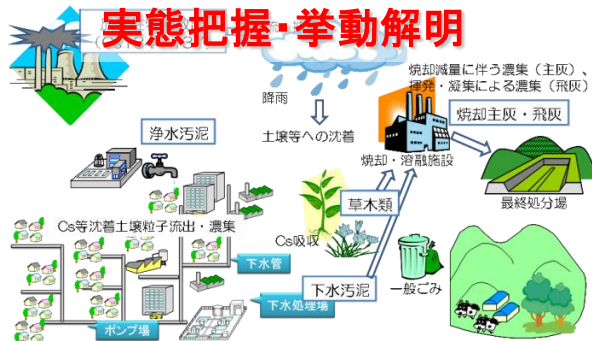 実態把握・挙動解明
焼却減量に伴う濃集（主灰）、
揮発・凝集による濃集（飛灰）
降雨
焼却主灰・飛灰
土壌等への沈着
浄水汚泥
焼却・溶融施設
最終処分場
草木類
Cs等沈着土壌粒子流出・濃集
Cs吸収
下水管
下水汚泥
一般ごみ
下水処理場
ポンプ場